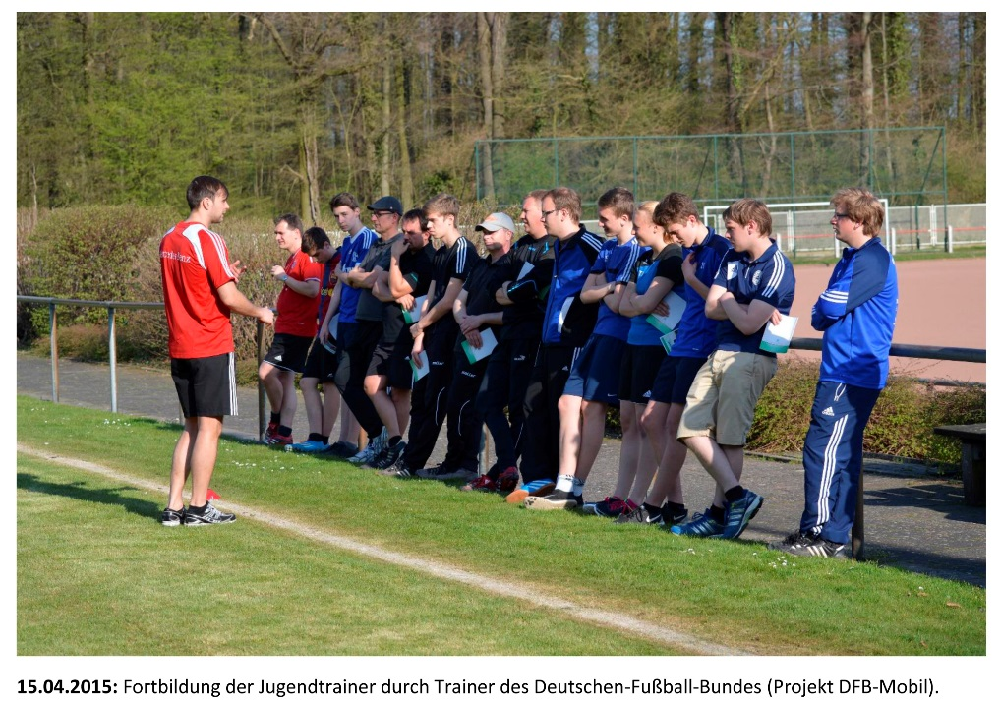 15.04.2015: Fortbildung der Jugendtrainer durch Trainer des Deutschen-Fußball-Bundes (Projekt DFB-Mobil).